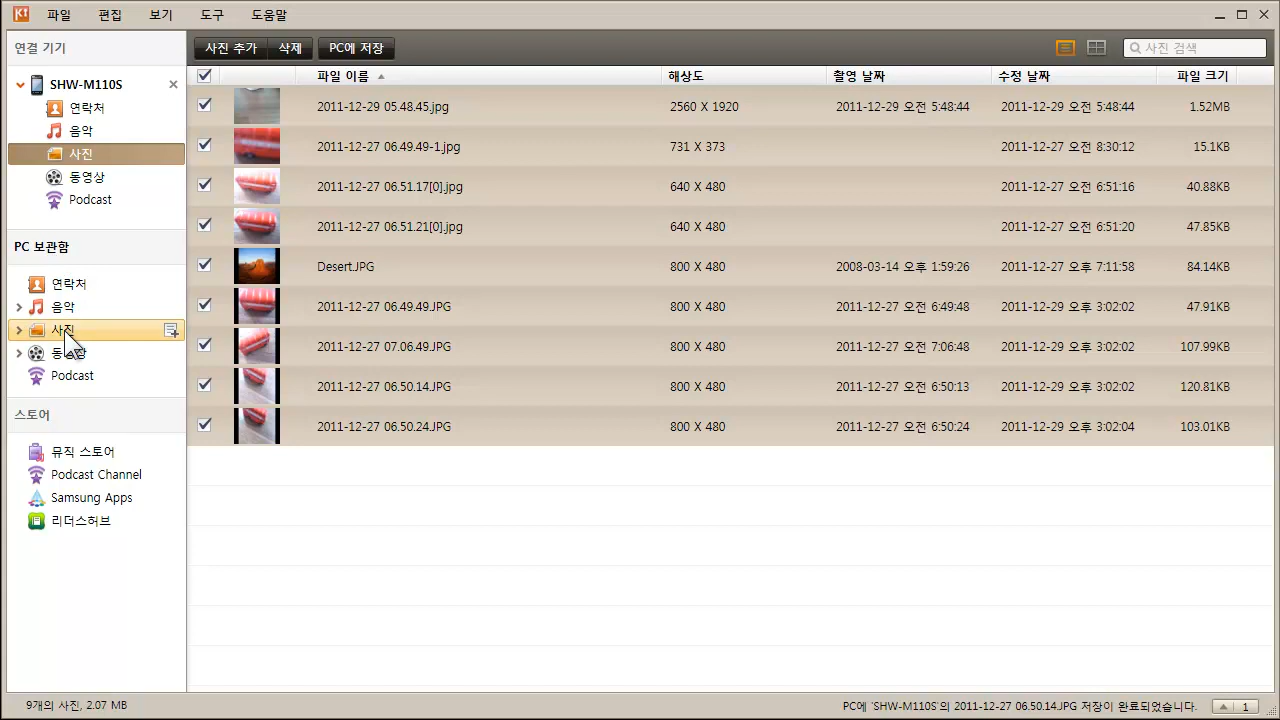 파일 편집 보기 도구 도움말
연결 기기
사진 추가 삭제 PC에 저장 사진 검색
SHW-M110S
연락처
음악
사진
동영상
Podcast
PC 보관함
연락처
음악
사진
Podcast
스토어
뮤직 스토어
Podcast Channel
Samsung Apps
리더스허브
파일 이름 해상도 촬영 날짜 수정 날짜 파일 크기
2011-12-29 05.48.45.jpg 2560 X 1920 2011-12-29 오전 5:48:44 2011-12-29 오전 5:48:44 1.52MB
2011-12-27 06.49.49-1.jpg 731 X 373 2011-12-27 오전 8:30:12 15.1KB
2011-12-27 06.51.17[0].jpg 640 X 480 2011-12-27 오전 6:51:16 40.88KB
2011-12-27 06.51.21[0].jpg 640 X 480 2011-12-27 오전 6:51:20 47.85KB
Desert.JPG 800 X 480 2008-03-14 오후 1:59:26 2011-12-27 오후 7:11:58 84.14KB
2011-12-27 06.49.49.JPG 800 X 480 2011-12-27 오전 6:49:48 2011-12-29 오후 3:02:02 47.91KB
2011-12-27 07.06.49.JPG 800 X 480 2011-12-27 오전 7:06:48 2011-12-29 오후 3:02:02 107.99KB
2011-12-27 06.50.14.JPG 800 X 480 2011-12-27 오전 6:50:13 2011-12-29 오후 3:02:02 120.81KB
2011-12-27 06.50.24.JPG 800 X 480 2011-12-27 오전 6:50:24 2011-12-29 오후 3:02:04 103.01KB
9개의 사진, 2.07 MB PC에 'SHW-M110S'의 2011-12-27 06.50.14.JPG 저장이 완료되었습니다. 1